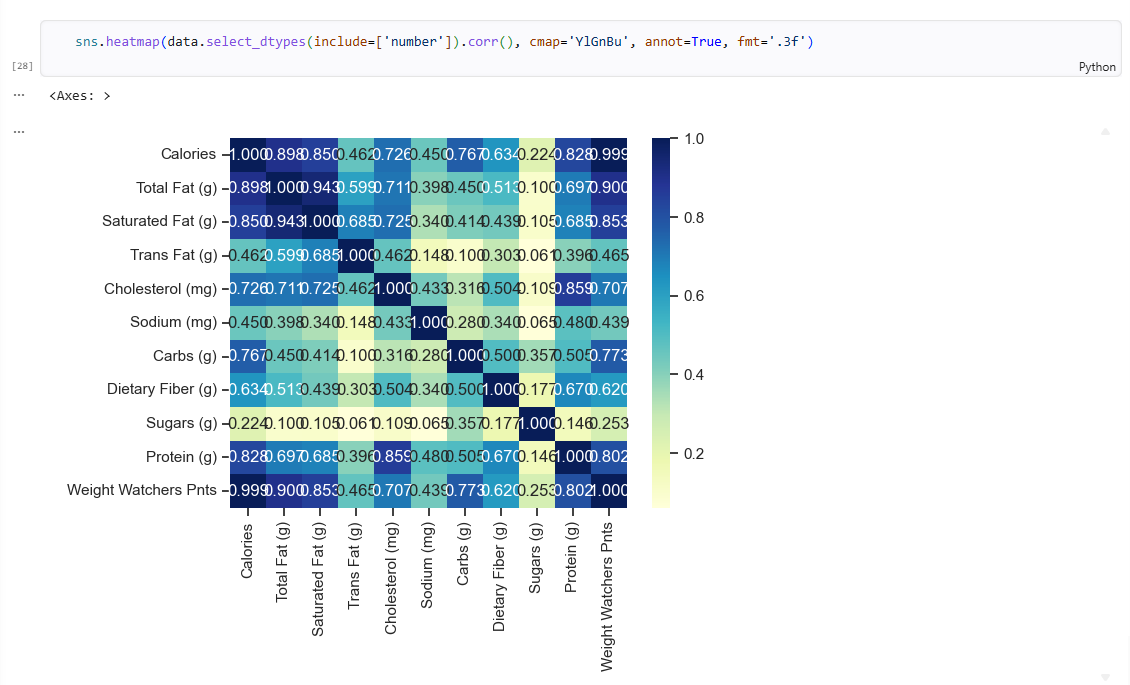 sns.heatmap(data.select_dtypes(include=['number']).corr(), cmap='YlGnBu', annot=True, fmt='.3f')
[28]
Python
... <Axes: >
...
Calories 1.000 0.898 0.850 0.462 0.726 0.450 0.767 0.634 0.224 0.828 0.999
Total Fat (g) 0.898 1.000 0.943 0.599 0.711 0.398 0.450 0.513 0.100 0.697 0.900
Saturated Fat (g) 0.850 0.943 1.000 0.685 0.725 0.340 0.414 0.439 0.105 0.685 0.853
Trans Fat (g) 0.462 0.599 0.685 1.000 0.462 0.148 0.100 0.303 0.061 0.396 0.465
Cholesterol (mg) 0.726 0.711 0.725 0.462 1.000 0.433 0.316 0.504 0.109 0.859 0.707
Sodium (mg) 0.450 0.398 0.340 0.148 0.433 1.000 0.280 0.340 0.065 0.480 0.439
Carbs (g) 0.767 0.450 0.414 0.100 0.316 0.280 1.000 0.500 0.357 0.505 0.773
Dietary Fiber (g) 0.634 0.513 0.439 0.303 0.504 0.340 0.500 1.000 0.177 0.670 0.620
Sugars (g) 0.224 0.100 0.105 0.061 0.109 0.065 0.357 0.177 1.000 0.146 0.253
Protein (g) 0.828 0.697 0.685 0.396 0.859 0.480 0.505 0.670 0.146 1.000 0.802
Weight Watchers Pnts 0.999 0.900 0.853 0.465 0.707 0.439 0.773 0.620 0.253 0.802 1.000
Calories
Total Fat (g)
Saturated Fat (g)
Trans Fat (g)
Cholesterol (mg)
Sodium (mg)
Carbs (g)
Dietary Fiber (g)
Sugars (g)
Protein (g)
Weight Watchers Pnts
1.0
0.8
0.6
0.4
0.2